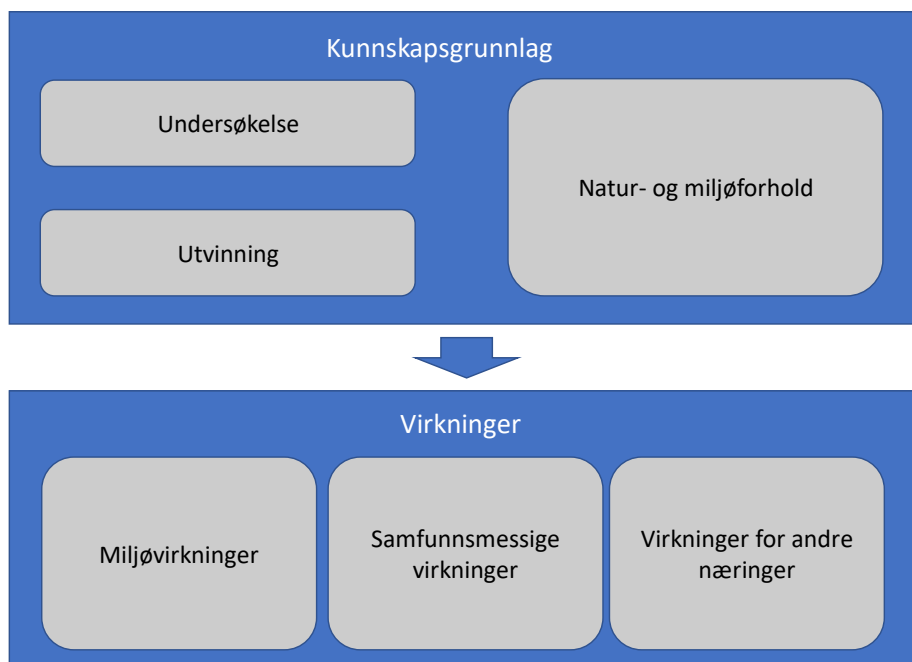 Kunnskapsgrunnlag
Undersøkelse
Utvinning
Natur- og miljøforhold
Virkninger
Miljøvirkninger
Samfunnsmessige
virkninger
Virkninger for andre
næringer